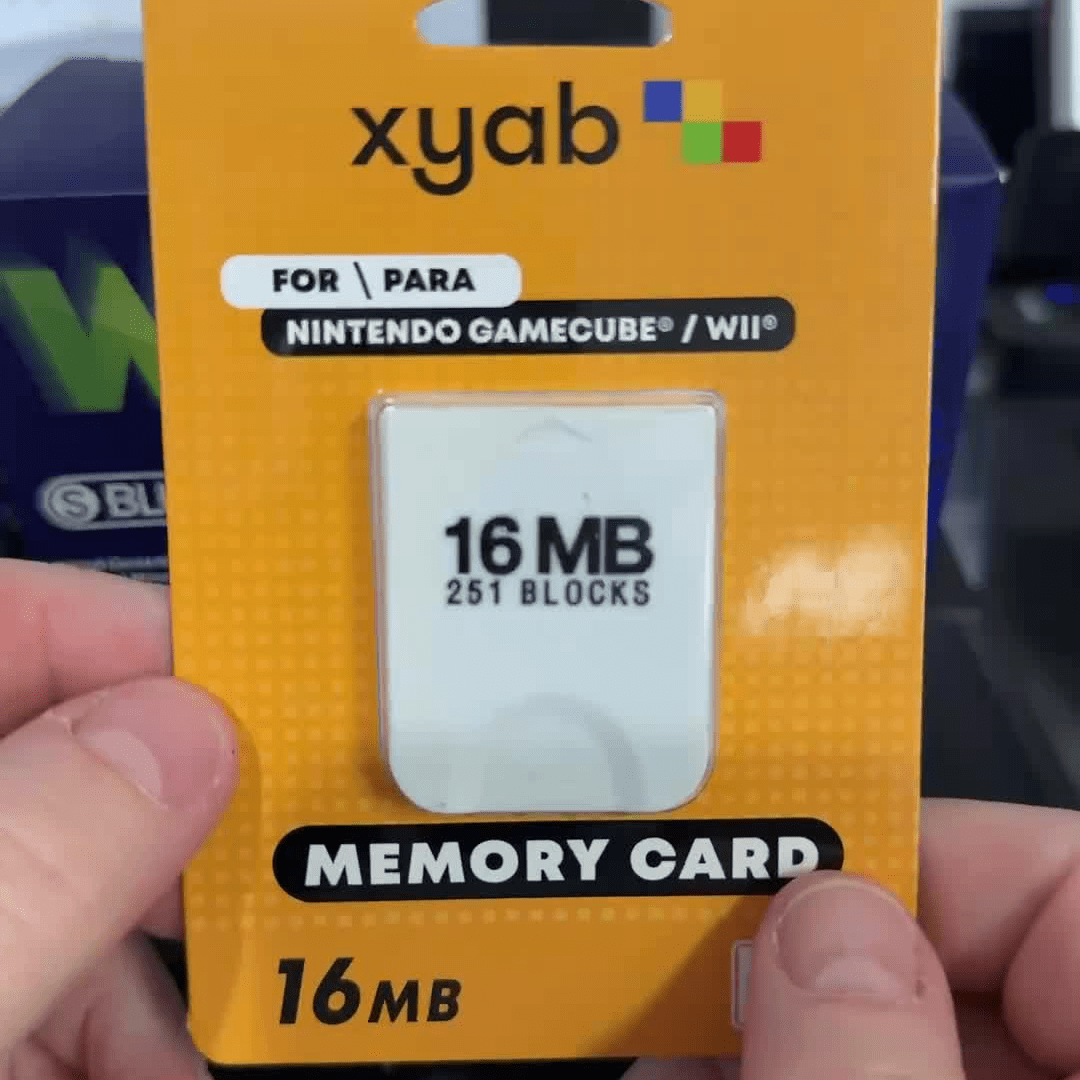 xyab
FOR \ PARA
NINTENDO GAMECUBE® / WII®
16 MB
251 BLOCKS
MEMORY CARD
16MB